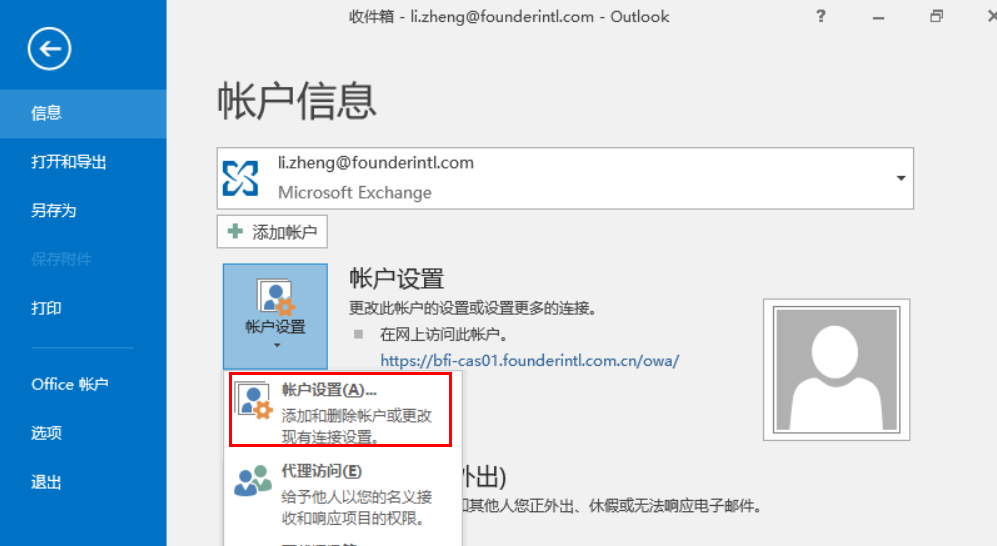 收件箱 - li.zheng@founderintl.com - Outlook
?
信息
打开和导出
另存为
保存附件
打印
Office 帐户
选项
退出
帐户信息
li.zheng@founderintl.com
Microsoft Exchange
添加帐户
帐户设置
帐户设置
更改此帐户的设置或设置更多的连接。
在网上访问此帐户。
https://bfi-cas01.founderintl.com.cn/owa/
帐户设置(A)...
添加和删除帐户或更改
现有连接设置。
代理访问(E)
给予他人以您的名义接
收和响应项目的权限。
外出)
和其他人您正外出、休假或无法响应电子邮件。